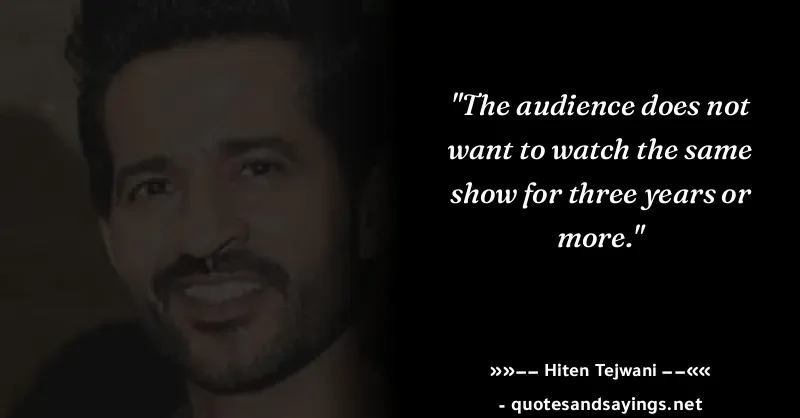 "The audience does not
want to watch the same
show for three years or
more."
»»−− Hiten Tejwani −−««
- quotesandsayings.net